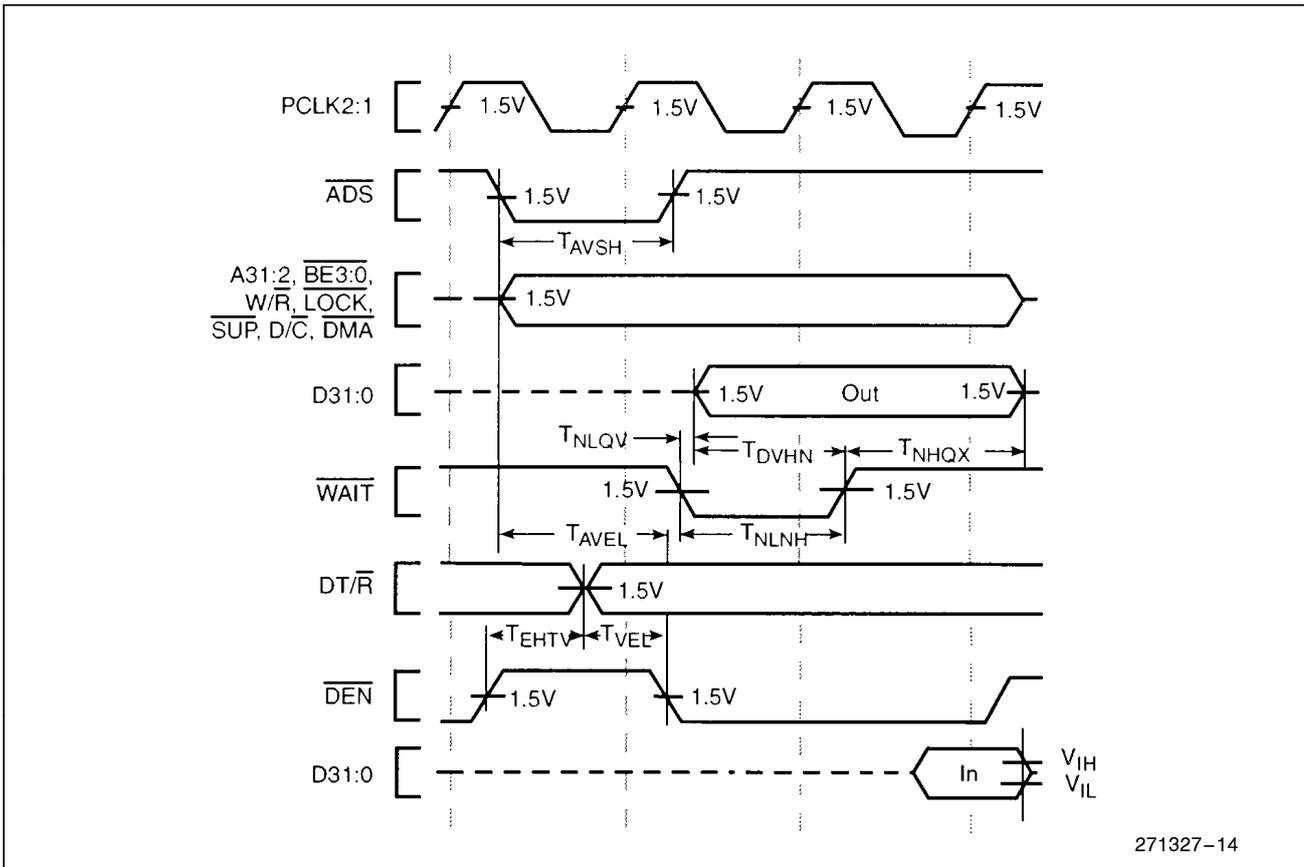 PCLK2:1 1.5V 1.5V 1.5V 1.5V
ADS 1.5V 1.5V
TAVSH
A31:2, BE3:0,
W/R, LOCK,
SUP, D/C, DMA
1.5V
D31:0 1.5V Out 1.5V
TNLQV TDVHN TNHQX
WAIT 1.5V 1.5V
TAVEL TNLNH
DT/R 1.5V
TEHTV TVEL
DEN 1.5V 1.5V
D31:0 In VIH
VIL
271327-14